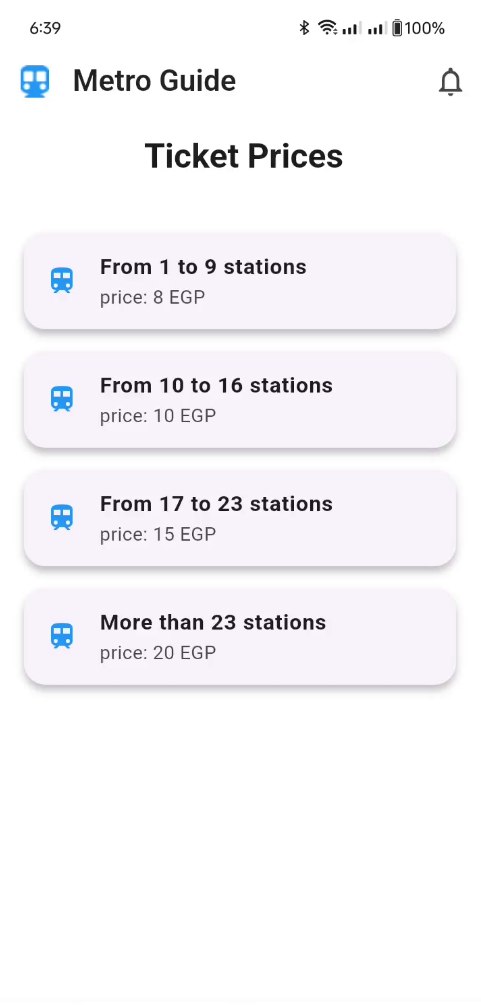 6:39 100%
Metro Guide
Ticket Prices
From 1 to 9 stations
price: 8 EGP
From 10 to 16 stations
price: 10 EGP
From 17 to 23 stations
price: 15 EGP
More than 23 stations
price: 20 EGP